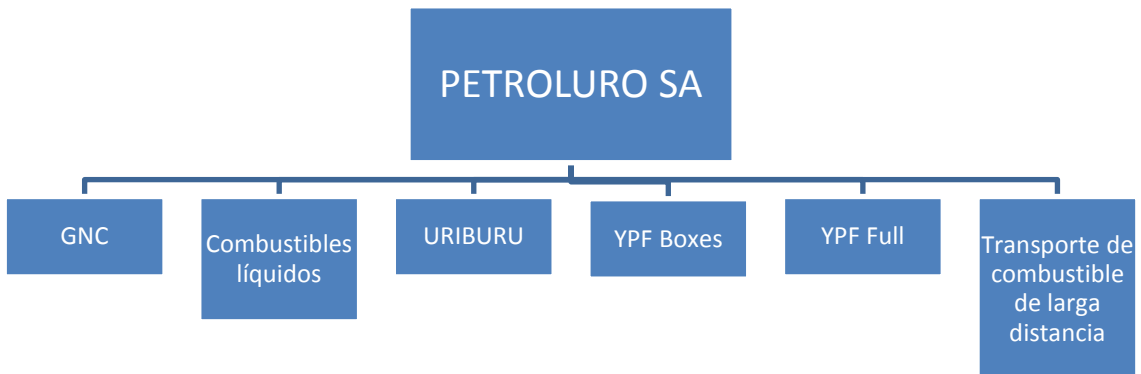 PETROLURO SA
GNC
Combustibles
líquidos
URIBURU
YPF Boxes
YPF Full
Transporte de
combustible
de larga
distancia